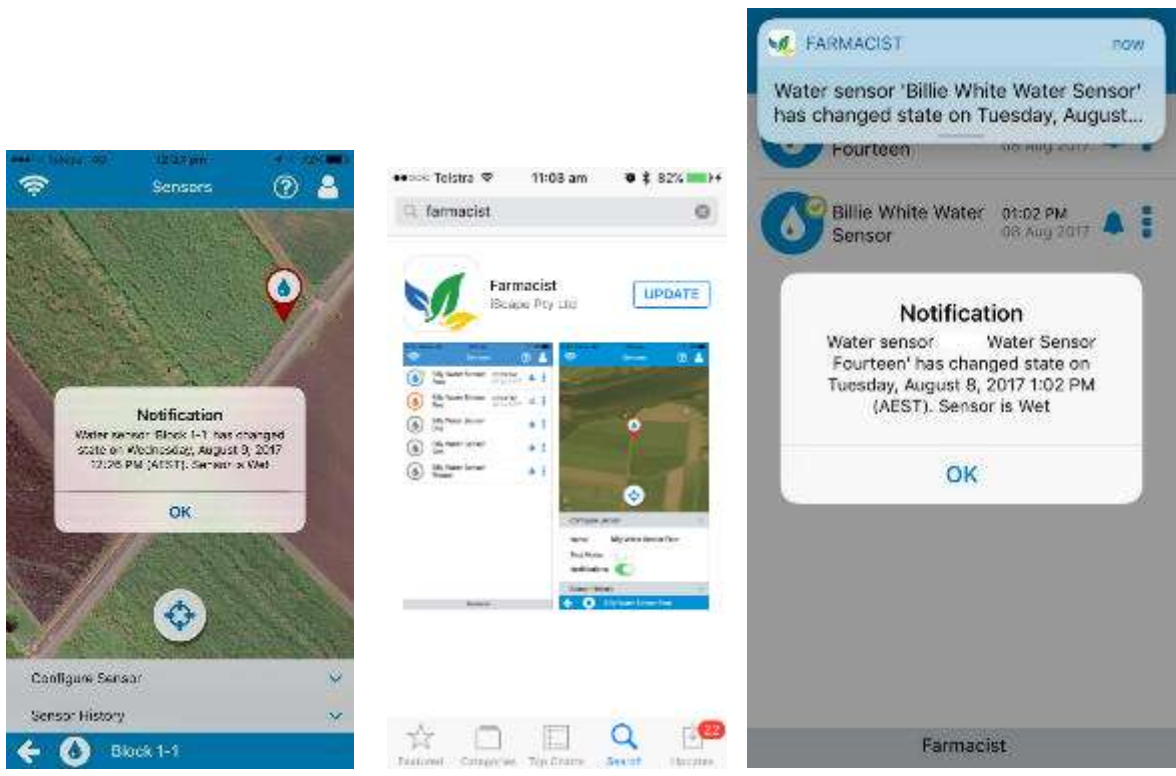 12:27 pm
Sensors
Notification
Water sensor 'Block 1-1' has changed
state on Wednesday, August 9, 2017
12:26 PM (AEST). Sensor is Wet
OK
Configure Sensor
Sensor History
Block 1-1
Telstra 11:03 am 82%
farmacist
Farmacist
iScape Pty Ltd
UPDATE
Featured Categories Top Charts Search Updates
22
FARMACIST now
Water sensor 'Billie White Water Sensor'
has changed state on Tuesday, August...
Fourteen 08 Aug 2017
Billie White Water 01:02 PM
Sensor 08 Aug 2017
Notification
Water sensor Water Sensor
Fourteen' has changed state on
Tuesday, August 8, 2017 1:02 PM
(AEST). Sensor is Wet
OK
Farmacist